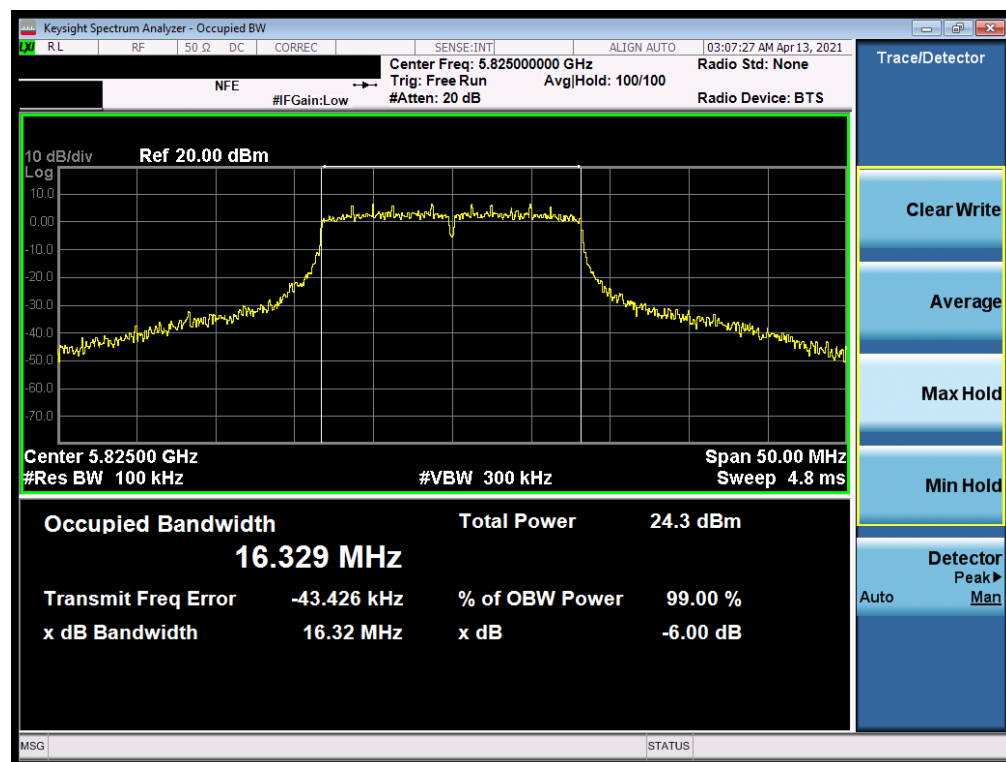 Keysight Spectrum Analyzer - Occupied BW
LXI RL RF 50 Ω DC CORREC SENSE:INT ALIGN AUTO 03:07:27 AM Apr 13, 2021
Center Freq: 5.825000000 GHz Radio Std: None
NFE Trig: Free Run Avg|Hold: 100/100
#IFGain:Low #Atten: 20 dB Radio Device: BTS
10 dB/div Ref 20.00 dBm
Log
10.0
0.00
-10.0
-20.0
-30.0
-40.0
-50.0
-60.0
-70.0
Center 5.82500 GHz Span 50.00 MHz
#Res BW 100 kHz #VBW 300 kHz Sweep 4.8 ms
Occupied Bandwidth Total Power 24.3 dBm
16.329 MHz
Transmit Freq Error -43.426 kHz % of OBW Power 99.00 %
x dB Bandwidth 16.32 MHz x dB -6.00 dB
MSG STATUS
Trace/Detector
Clear Write
Average
Max Hold
Min Hold
Detector
Peak▶
Auto Man